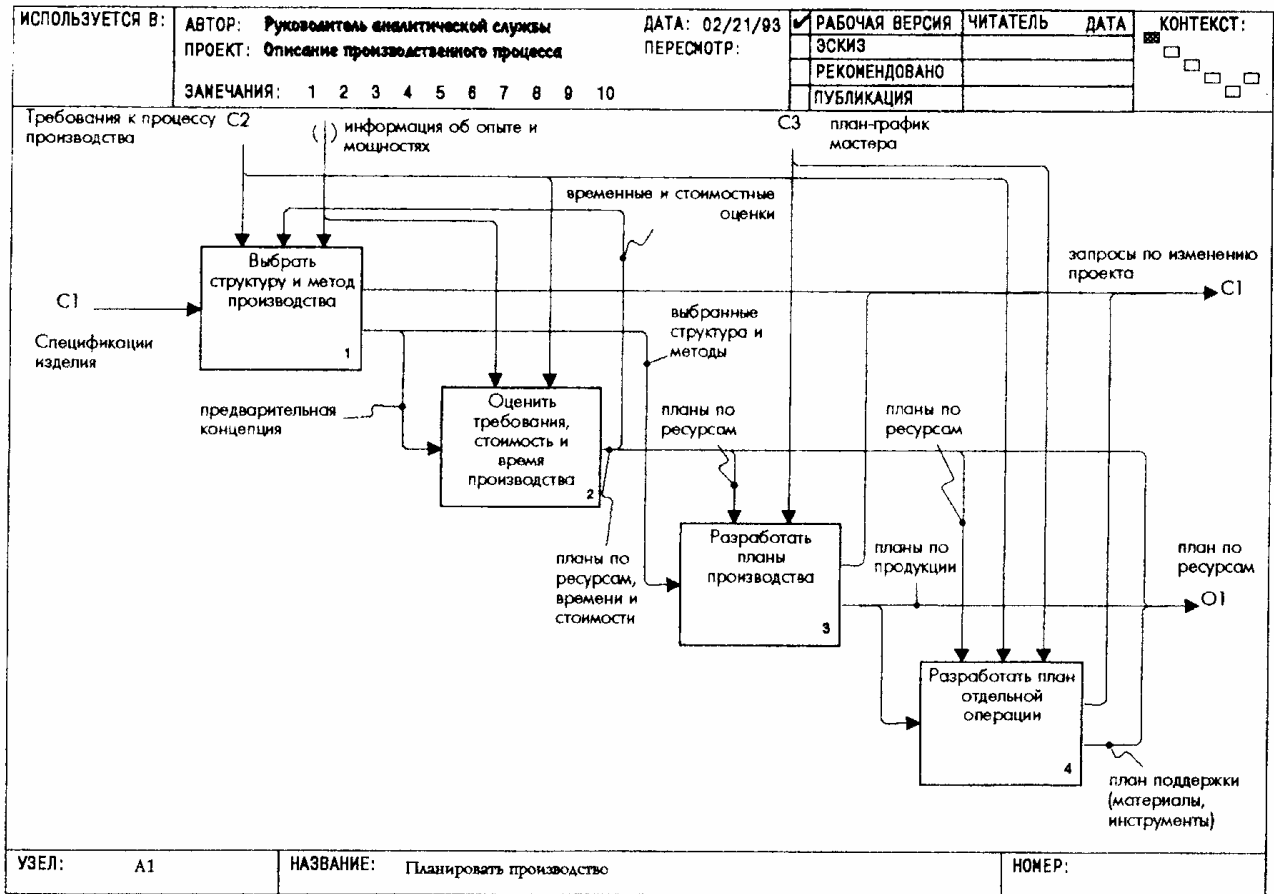 ИСПОЛЬЗУЕТСЯ В:
АВТОР: Руководитель аналитической службы
ДАТА: 02/21/93
ПРОЕКТ: Описание производственного процесса
ПЕРЕСМОТР:
ЗАМЕЧАНИЯ: 1 2 3 4 5 6 7 8 9 10
РАБОЧАЯ ВЕРСИЯ
ЭСКИЗ
РЕКОМЕНДОВАНО
ПУБЛИКАЦИЯ
ЧИТАТЕЛЬ ДАТА
КОНТЕКСТ:
Требования к процессу C2
производства
( ) информация об опыте и
мощностях
C3 план-график
мастера
временные и стоимостные
оценки
Выбрать
структуру и метод
производства
1
запросы по изменению
проекта
C1
C1
Спецификации
изделия
выбранные
структура и
методы
предварительная
концепция
Оценить
требования,
стоимость и
время
производства
2
планы по
ресурсам
планы по
ресурсам
планы по
ресурсам,
времени и
стоимости
Разработать
планы
производства
3
планы по
продукции
план по
ресурсам
O1
Разработать план
отдельной
операции
4
план поддержки
(материалы,
инструменты)
УЗЕЛ: A1
НАЗВАНИЕ: Планировать производство
НОМЕР: